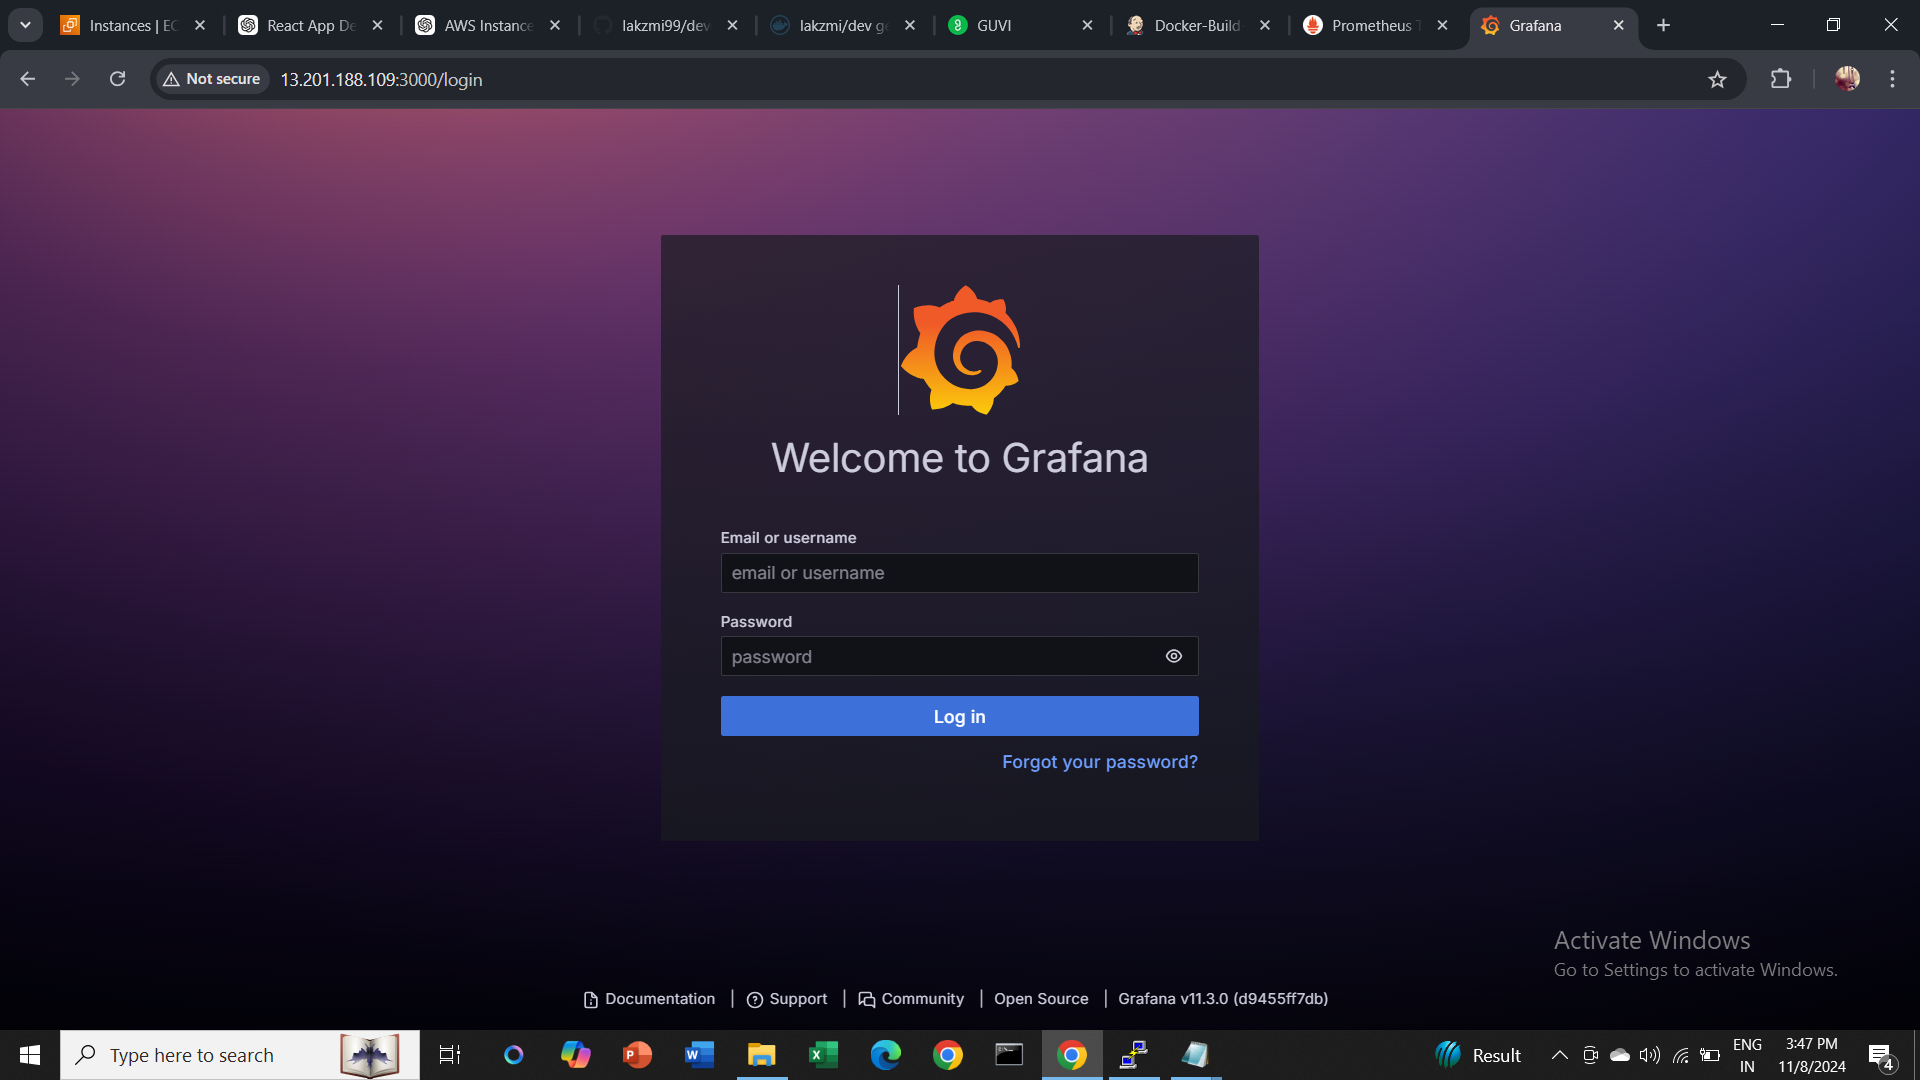 Instances | EC
React App De
AWS Instance
lakzmi99/dev
lakzmi/dev ge
GUVI
Docker-Build
Prometheus T
Grafana
Not secure
13.201.188.109:3000/login
Welcome to Grafana
Email or username
email or username
Password
password
Log in
Forgot your password?
Activate Windows
Go to Settings to activate Windows.
Documentation | Support | Community | Open Source | Grafana v11.3.0 (d9455ff7db)
Type here to search
Result
ENG
IN
3:47 PM
11/8/2024
4